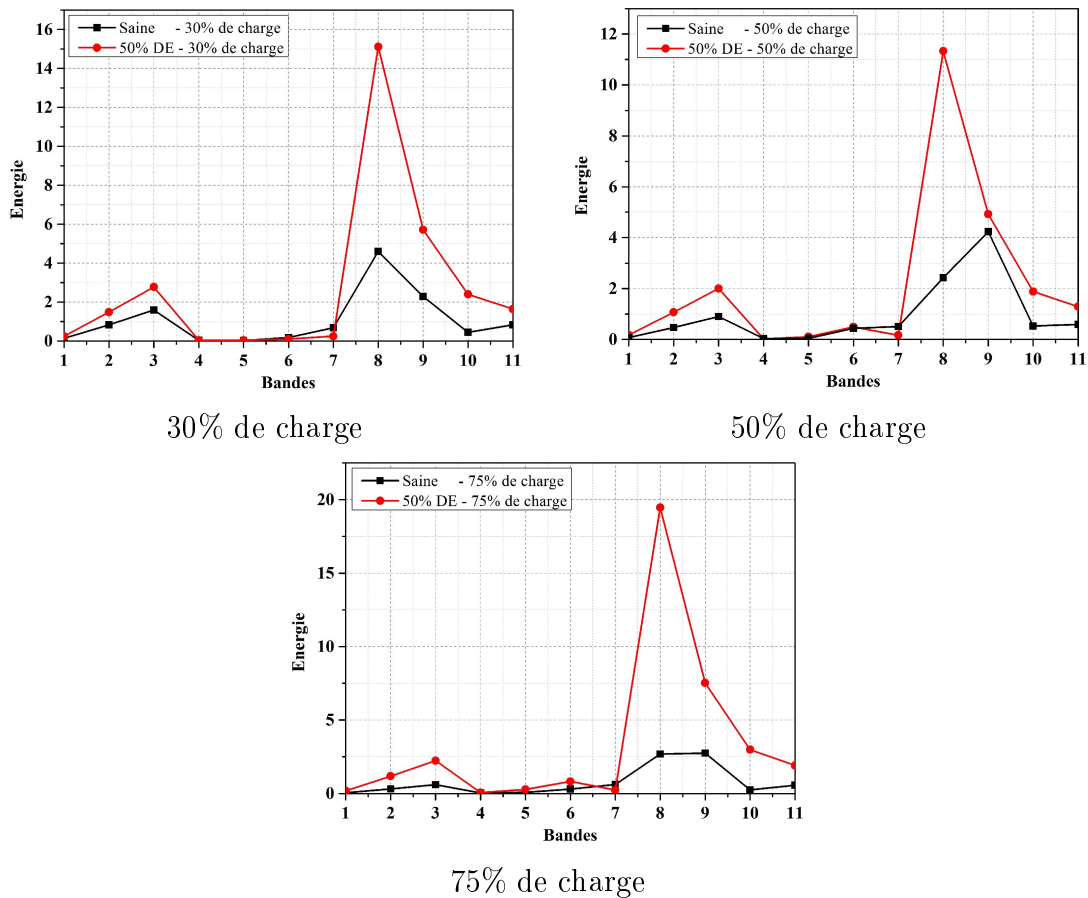 Saine - 30% de charge
50% DE - 30% de charge
Energie
16
14
12
10
8
6
4
2
0
1 2 3 4 5 6 7 8 9 10 11
Bandes
30% de charge
Saine - 50% de charge
50% DE - 50% de charge
Energie
12
10
8
6
4
2
0
1 2 3 4 5 6 7 8 9 10 11
Bandes
50% de charge
Saine - 75% de charge
50% DE - 75% de charge
Energie
20
15
10
5
0
1 2 3 4 5 6 7 8 9 10 11
Bandes
75% de charge